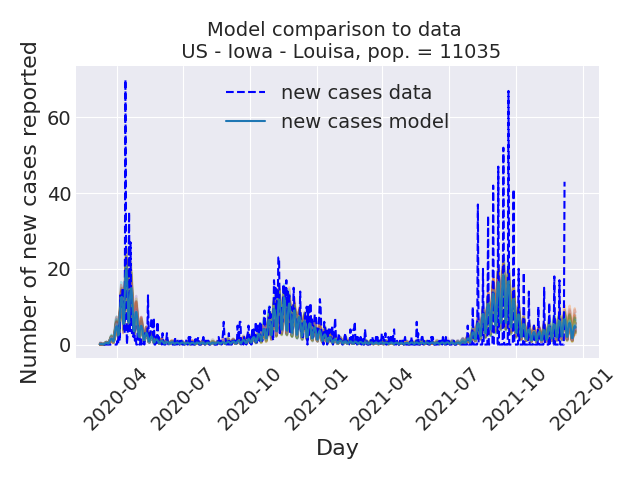 Model comparison to data
US - Iowa - Louisa, pop. = 11035
new cases data
new cases model
Number of new cases reported
60
40
20
0
2020-04
2020-07
2020-10
2021-01
2021-04
2021-07
2021-10
2022-01
Day